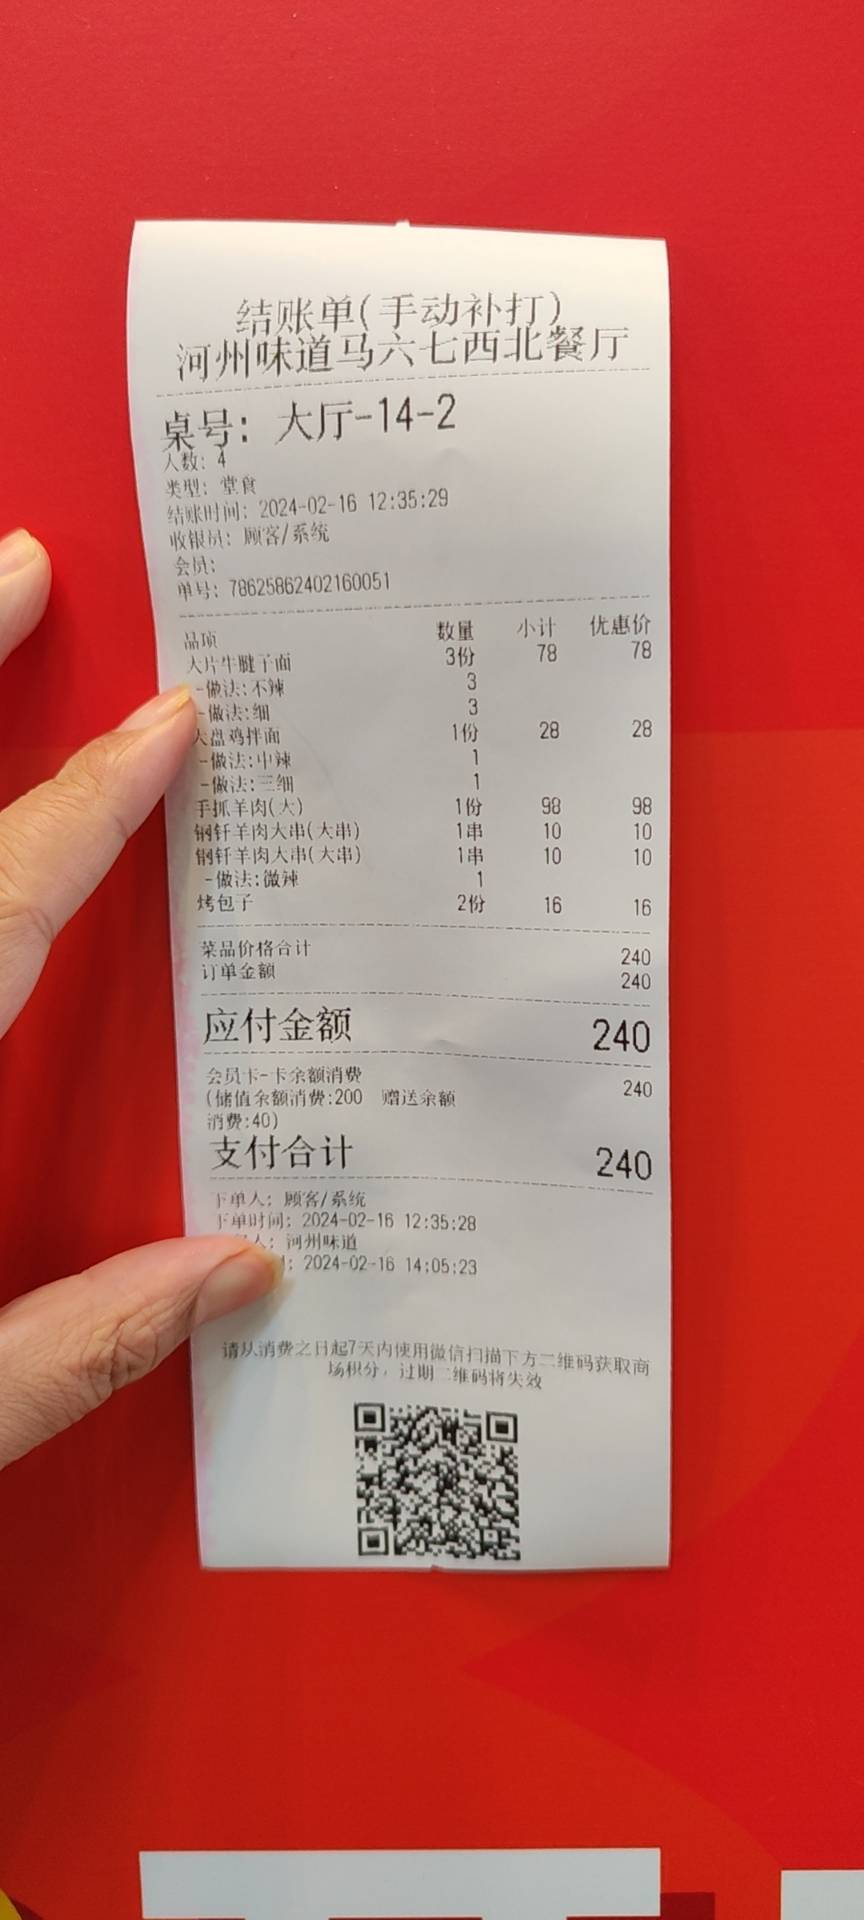 结账单(手动补打)
河州味道马六七西北餐厅
桌号: 大厅-14-2
人数: 4
类型: 堂食
结账时间: 2024-02-16 12:35:29
收银员: 顾客/系统
会员:
单号: 78625862402160051
品项 数量 小计 优惠价
大片牛腱子面 3份 78 78
-做法:不辣 3
-做法:细 3
大盘鸡拌面 1份 28 28
-做法:中辣 1
-做法:三细 1
手抓羊肉(大) 1份 98 98
钢钎羊肉大串(大串) 1串 10 10
钢钎羊肉大串(大串) 1串 10 10
-做法:微辣 1
烤包子 2份 16 16
菜品价格合计 240
订单金额 240
应付金额 240
会员卡-卡余额消费 240
(储值余额消费:200 赠送余额
消费:40)
支付合计 240
下单人: 顾客/系统
下单时间: 2024-02-16 12:35:28
人: 河州味道
: 2024-02-16 14:05:23
请从消费之日起7天内使用微信扫描下方二维码获取商
场积分，过期二维码将失效